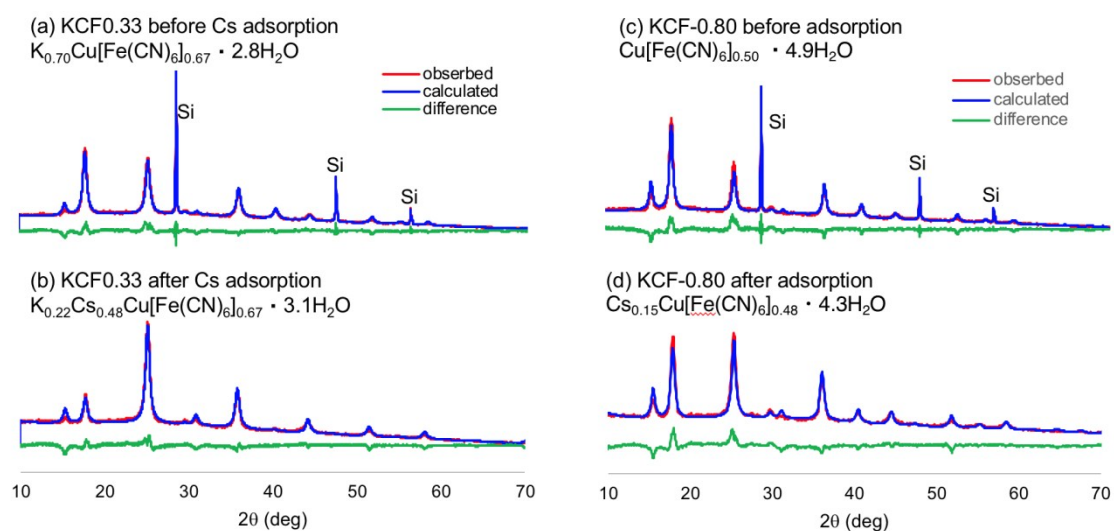 (a) KCF0.33 before Cs adsorption
K0.70Cu[Fe(CN)6]0.67・2.8H2O
obserbed
calculated
difference
Si
Si
Si
(b) KCF0.33 after Cs adsorption
K0.22Cs0.48Cu[Fe(CN)6]0.67・3.1H2O
10 20 30 40 50 60 70
2θ (deg)
(c) KCF-0.80 before adsorption
Cu[Fe(CN)6]0.50・4.9H2O
obserbed
calculated
difference
Si
Si
Si
(d) KCF-0.80 after adsorption
Cs0.15Cu[Fe(CN)6]0.48・4.3H2O
10 20 30 40 50 60 70
2θ (deg)